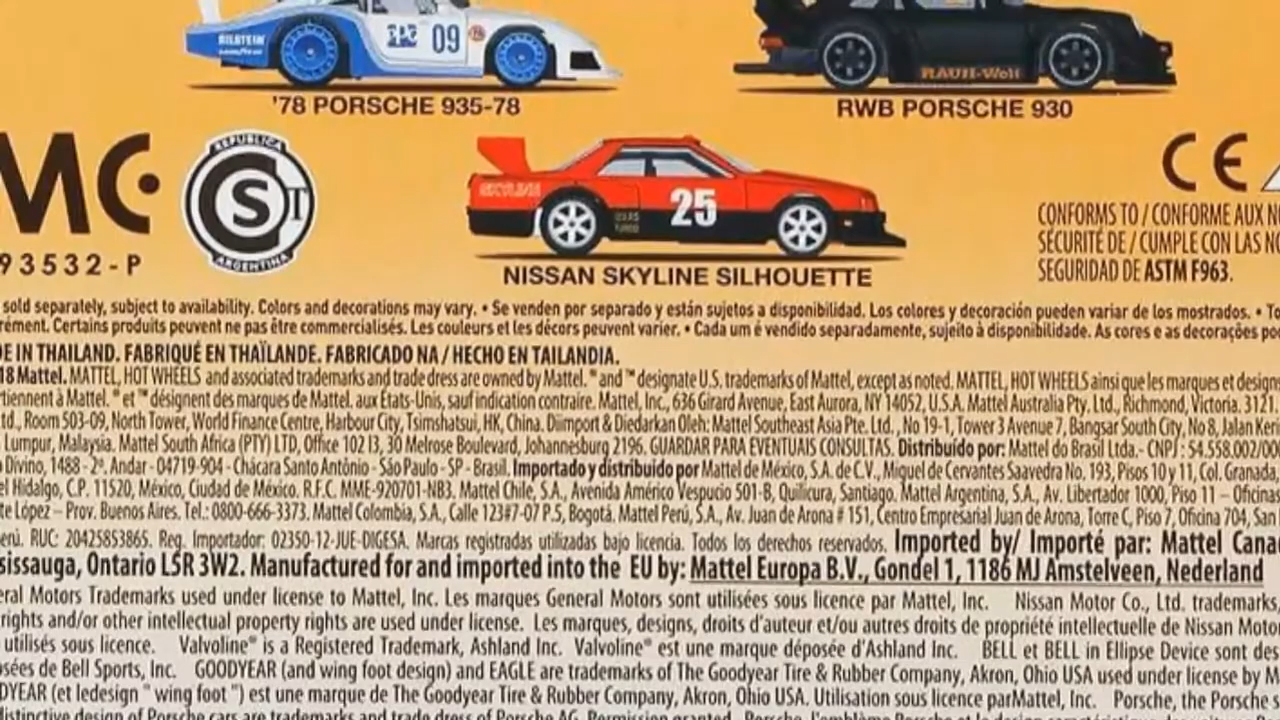 BILSTEIN
PPG
09
RAUH-Welt
'78 PORSCHE 935-78
RWB PORSCHE 930
REPUBLICA
MC
S
T
ARGENTINA
93532-P
SKYLINE
25
NISSAN SKYLINE SILHOUETTE
CE
CONFORMS TO / CONFORME AUX
SÉCURITÉ DE / CUMPLE CON LAS
SEGURIDAD DE ASTM F963.
sold separately, subject to availability. Colors and decorations may vary. • Se venden por separado y están sujetos a disponibilidad. Los colores y decoración pueden variar de los mostrados. •
rément. Certains produits peuvent ne pas être commercialisés. Les couleurs et les décors peuvent varier. • Cada um é vendido separadamente, sujeito à disponibilidade. As cores e as decorações
E IN THAILAND. FABRIQUÉ EN THAÏLANDE. FABRICADO NA / HECHO EN TAILANDIA.
18 Mattel. MATTEL, HOT WHEELS and associated trademarks and trade dress are owned by Mattel. ® and ™ designate U.S. trademarks of Mattel, except as noted. MATTEL, HOT WHEELS ainsi que les marques et
tiennent à Mattel. ® et ™ désignent des marques de Mattel. aux États-Unis, sauf indication contraire. Mattel, Inc., 636 Girard Avenue, East Aurora, NY 14052, U.S.A. Mattel Australia Pty. Ltd., Richmond, Victoria. 3121.
td., Room 503-09, North Tower, World Finance Centre, Harbour City, Tsimshatsui, HK, China. Diimport & Diedarkan Oleh: Mattel Southeast Asia Pte. Ltd., No 19-1, Tower 3 Avenue 7, Bangsar South City, No 8, Jalan
Lumpur, Malaysia. Mattel South Africa (PTY) LTD, Office 102 I3, 30 Melrose Boulevard, Johannesburg 2196. GUARDAR PARA EVENTUAIS CONSULTAS. Distribuido por: Mattel do Brasil Ltda.- CNPJ : 54.558.002/00
Divino, 1488 - 2º. Andar - 04719-904 - Chácara Santo Antônio - São Paulo - SP - Brasil. Importado y distribuido por Mattel de México, S.A. de C.V., Miguel de Cervantes Saavedra No. 193, Pisos 10 y 11, Col. Granada,
el Hidalgo, C.P. 11520, México, Ciudad de México. R.F.C. MME-920701-NB3. Mattel Chile, S.A., Avenida Américo Vespucio 501-B, Quilicura, Santiago. Mattel Argentina, S.A., Av. Libertador 1000, Piso 11 – Oficinas
te López – Prov. Buenos Aires. Tel.: 0800-666-3373. Mattel Colombia, S.A., Calle 123#7-07 P.5, Bogotá. Mattel Perú, S.A., Av. Juan de Arona # 151, Centro Empresarial Juan de Arona, Torre C, Piso 7, Oficina 704, San
erú. RUC: 20425853865. Reg. Importador: 02350-12-JUE-DIGESA. Marcas registradas utilizadas bajo licencia. Todos los derechos reservados. Imported by/ Importé par: Mattel Cana
sissauga, Ontario L5R 3W2. Manufactured for and imported into the EU by: Mattel Europa B.V., Gondel 1, 1186 MJ Amstelveen, Nederland
eral Motors Trademarks used under license to Mattel, Inc. Les marques General Motors sont utilisées sous licence par Mattel, Inc. Nissan Motor Co., Ltd. trademarks,
rights and/or other intellectual property rights are used under license. Les marques, designs, droits d'auteur et/ou autres droits de propriété intellectuelle de Nissan Motor
utilisés sous licence. Valvoline® is a Registered Trademark, Ashland Inc. Valvoline® est une marque déposée d'Ashland Inc. BELL et BELL in Ellipse Device sont des
sées de Bell Sports, Inc. GOODYEAR (and wing foot design) and EAGLE are trademarks of The Goodyear Tire & Rubber Company, Akron, Ohio USA used under license by M
DYEAR (et ledesign " wing foot ") est une marque de The Goodyear Tire & Rubber Company, Akron, Ohio USA. Utilisation sous licence parMattel, Inc. Porsche, the Porsche
distinctive design of Porsche cars are trademarks and trade dress of Porsche AG. Permission granted. Porsche, l'emblème Porsche et le design